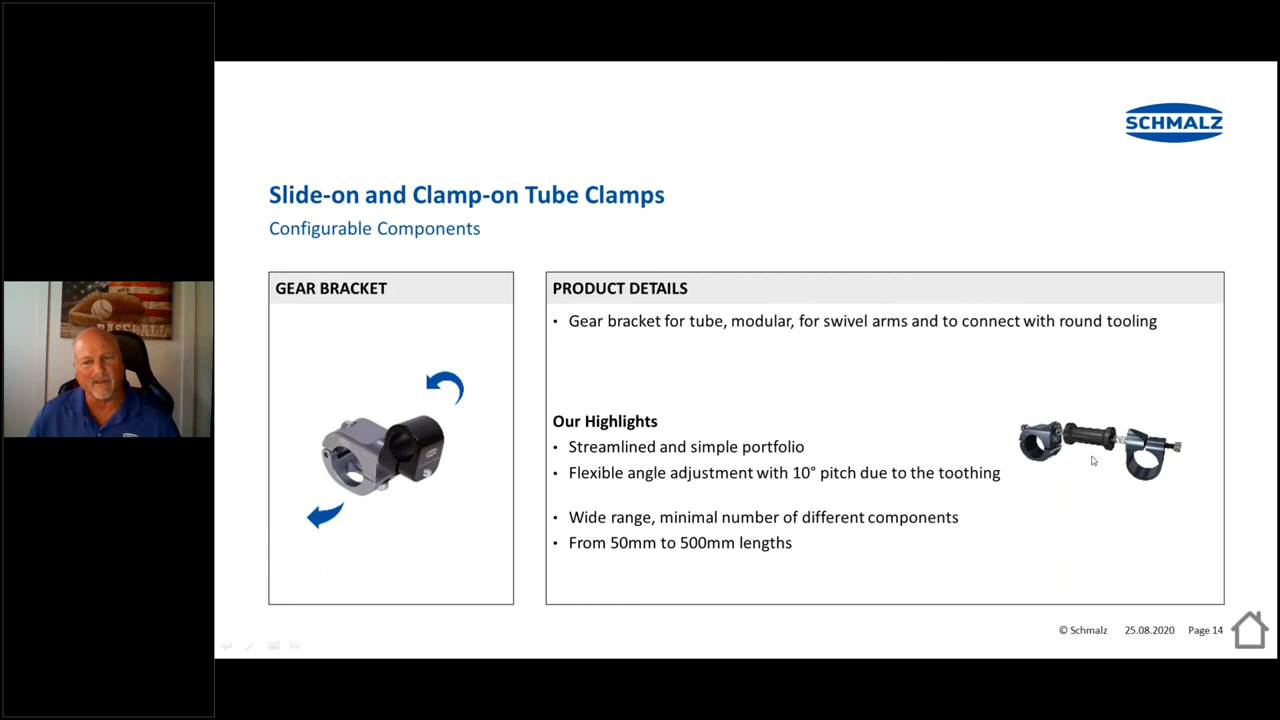 SCHMALZ
Slide-on and Clamp-on Tube Clamps
Configurable Components
GEAR BRACKET
PRODUCT DETAILS
• Gear bracket for tube, modular, for swivel arms and to connect with round tooling
Our Highlights
• Streamlined and simple portfolio
• Flexible angle adjustment with 10° pitch due to the toothing
• Wide range, minimal number of different components
• From 50mm to 500mm lengths
© Schmalz 25.08.2020 Page 14
BASEBALL